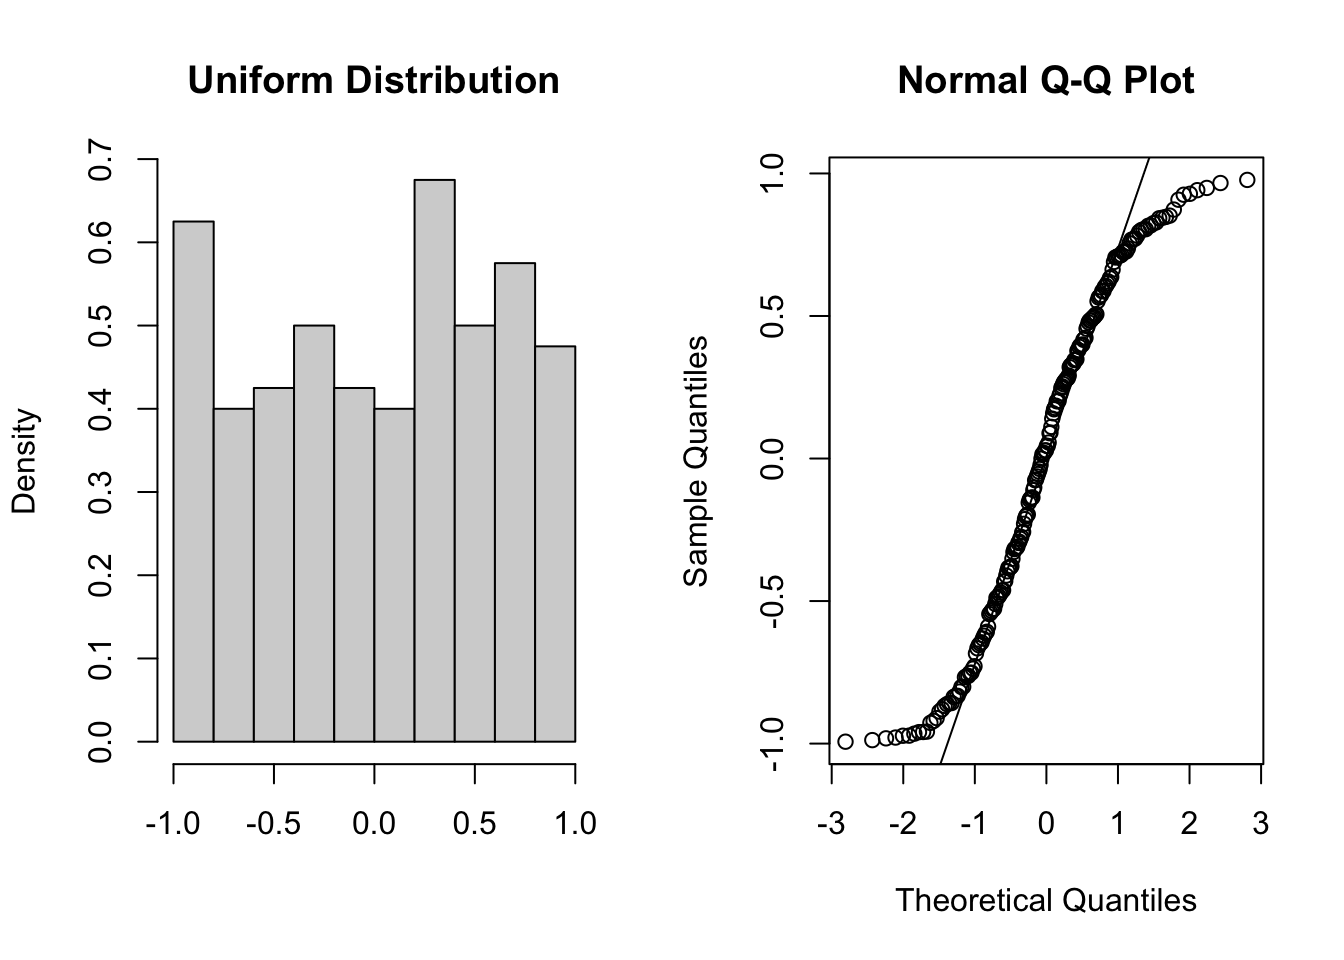 Uniform Distribution
Density
0.0 0.1 0.2 0.3 0.4 0.5 0.6 0.7
-1.0 -0.5 0.0 0.5 1.0
Normal Q-Q Plot
Sample Quantiles
-1.0 -0.5 0.0 0.5 1.0
-3 -2 -1 0 1 2 3
Theoretical Quantiles